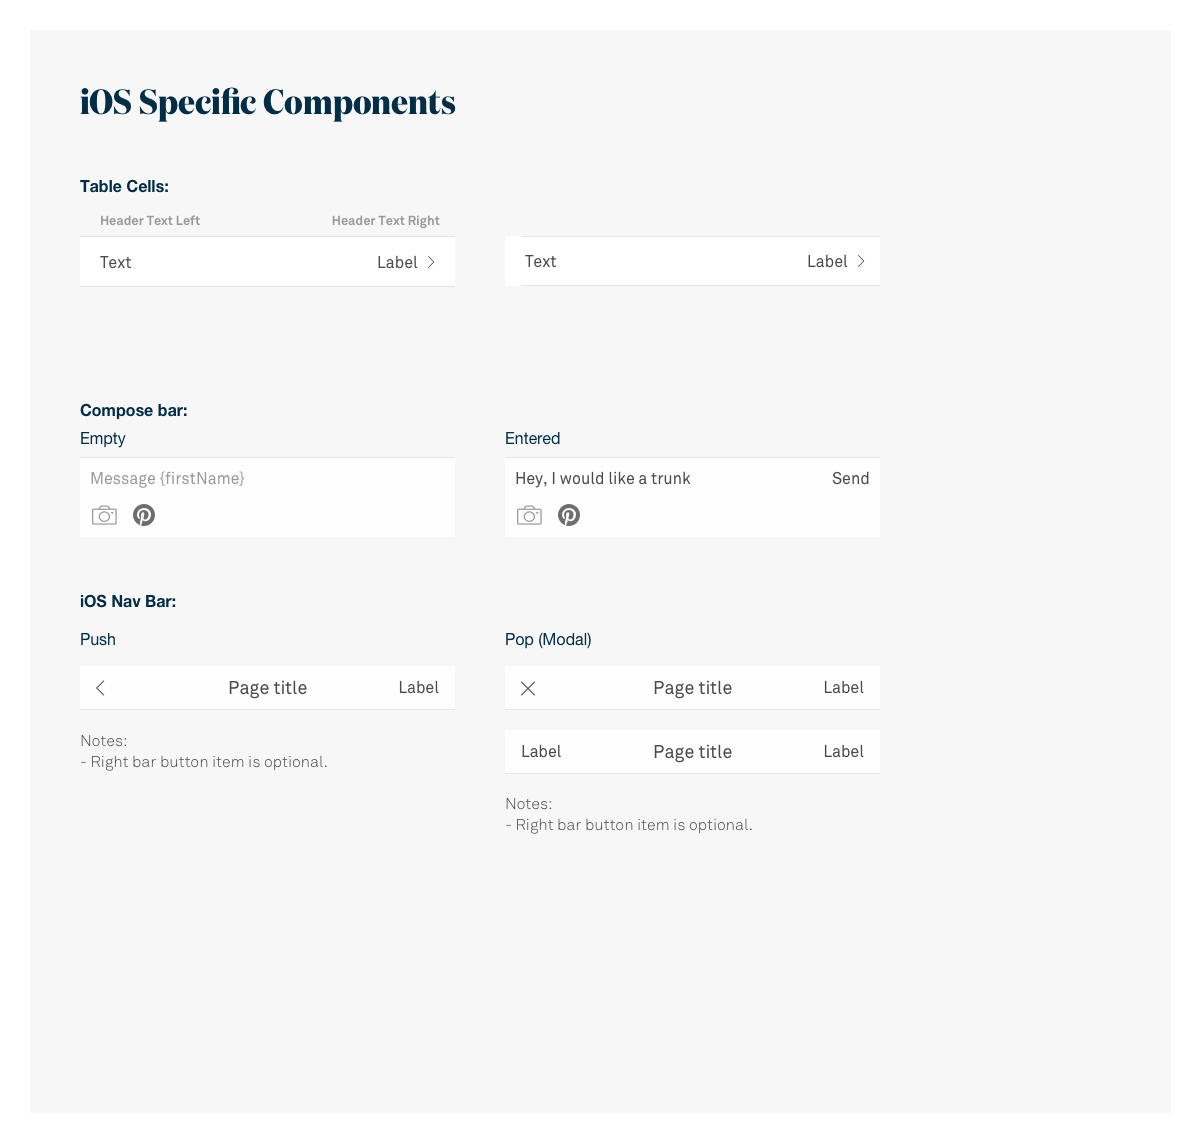 iOS Specific Components
Table Cells:
Header Text Left Header Text Right
Text Label
Text Label
Compose bar:
Empty
Message {firstName}
Entered
Hey, I would like a trunk Send
iOS Nav Bar:
Push
Page title Label
Notes:
- Right bar button item is optional.
Pop (Modal)
Page title Label
Label Page title Label
Notes:
- Right bar button item is optional.